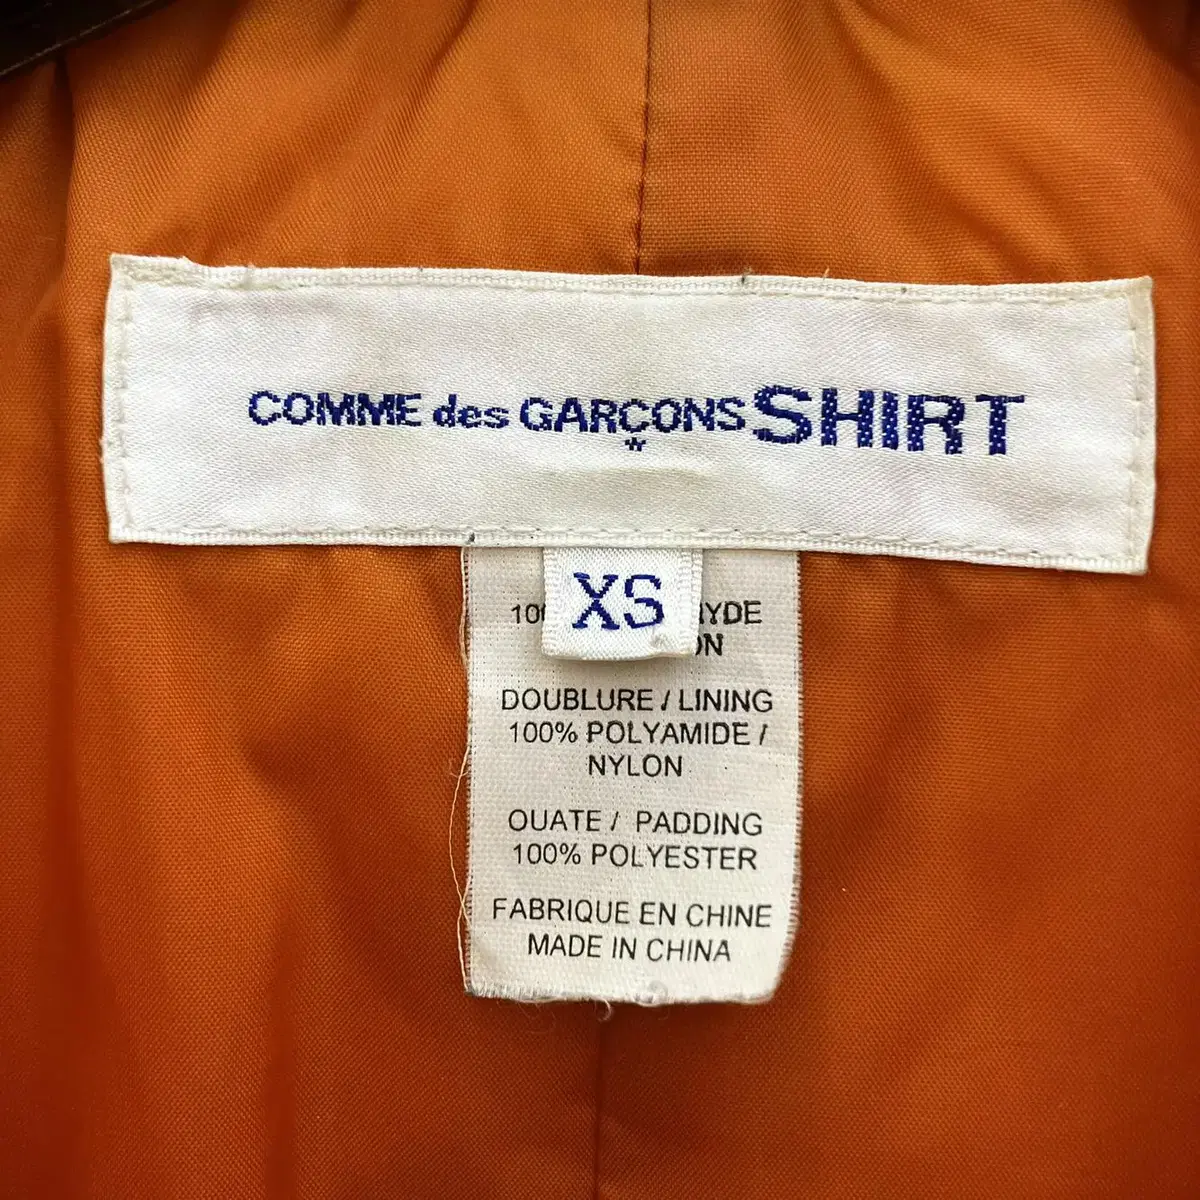 COMME des GARÇONS SHIRT
XS
DOUBLURE / LINING
100% POLYAMIDE /
NYLON
OUATE / PADDING
100% POLYESTER
FABRIQUE EN CHINE
MADE IN CHINA